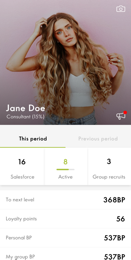 Jane Doe
Consultant (15%)
This period
Previous period
16
8
3
Salesforce
Active
Group recruits
To next level
368BP
Loyalty points
56
Personal BP
537BP
My group BP
537BP